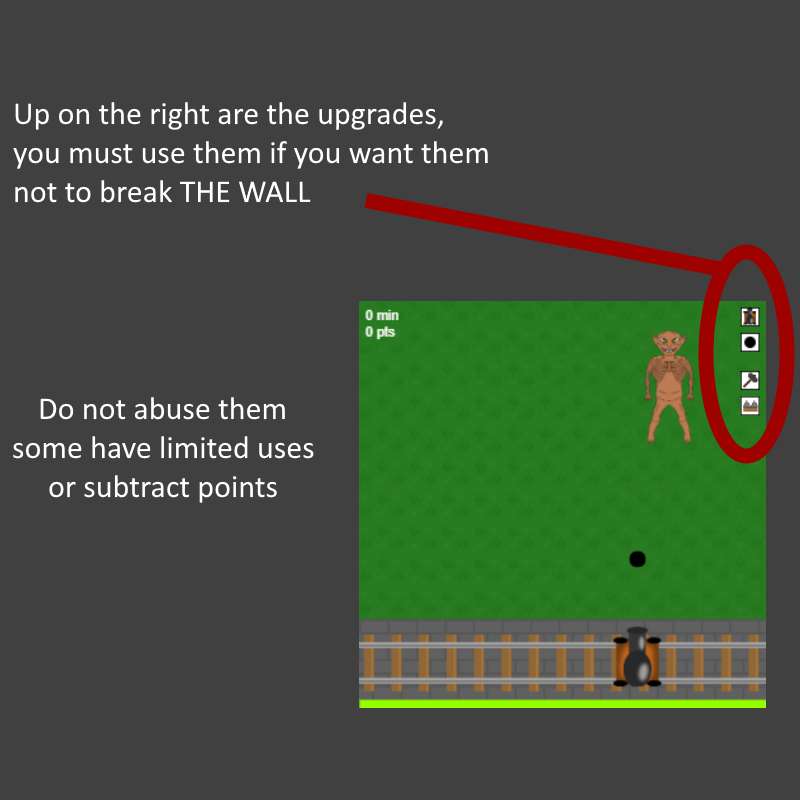 Up on the right are the upgrades,
you must use them if you want them
not to break THE WALL
0 min
0 pts
Do not abuse them
some have limited uses
or subtract points